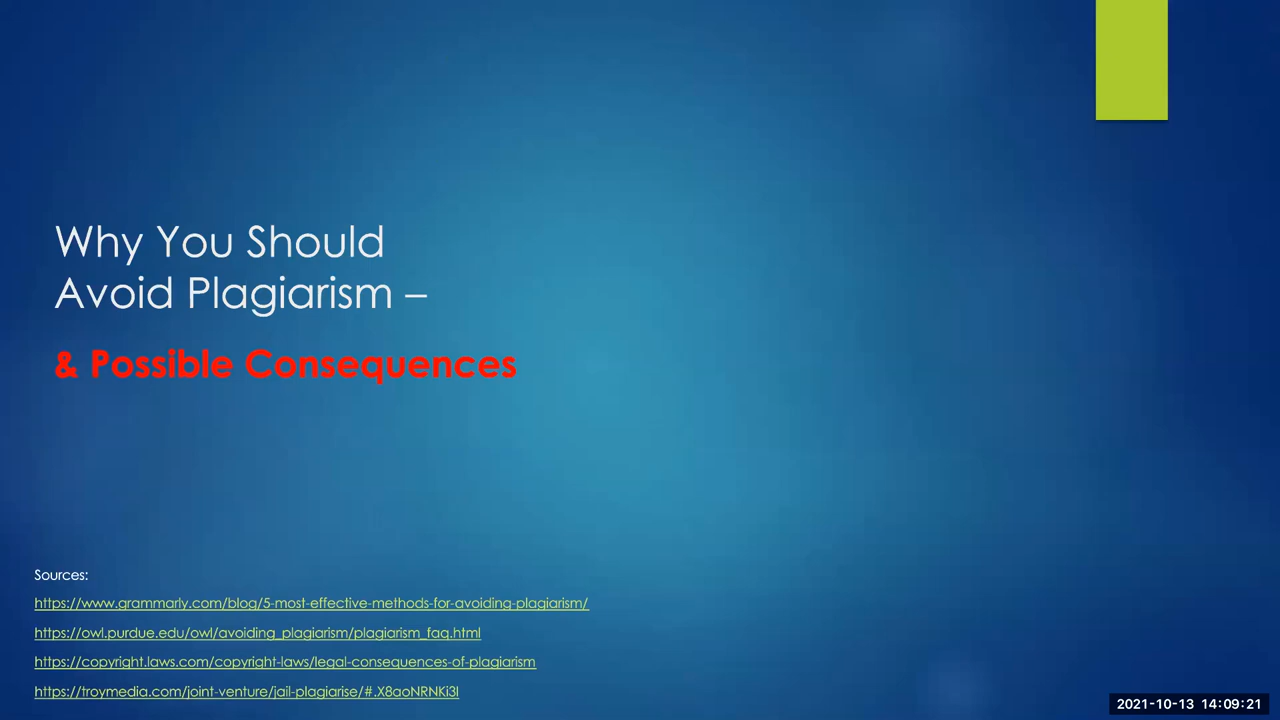 Why You Should
Avoid Plagiarism –
& Possible Consequences
Sources:
https://www.grammarly.com/blog/5-most-effective-methods-for-avoiding-plagiarism/
https://owl.purdue.edu/owl/avoiding_plagiarism/plagiarism_faq.html
https://copyright.laws.com/copyright-laws/legal-consequences-of-plagiarism
https://troymedia.com/joint-venture/jail-plagiarise/#.X8aoNRNKi3I
2021-10-13 14:09:21